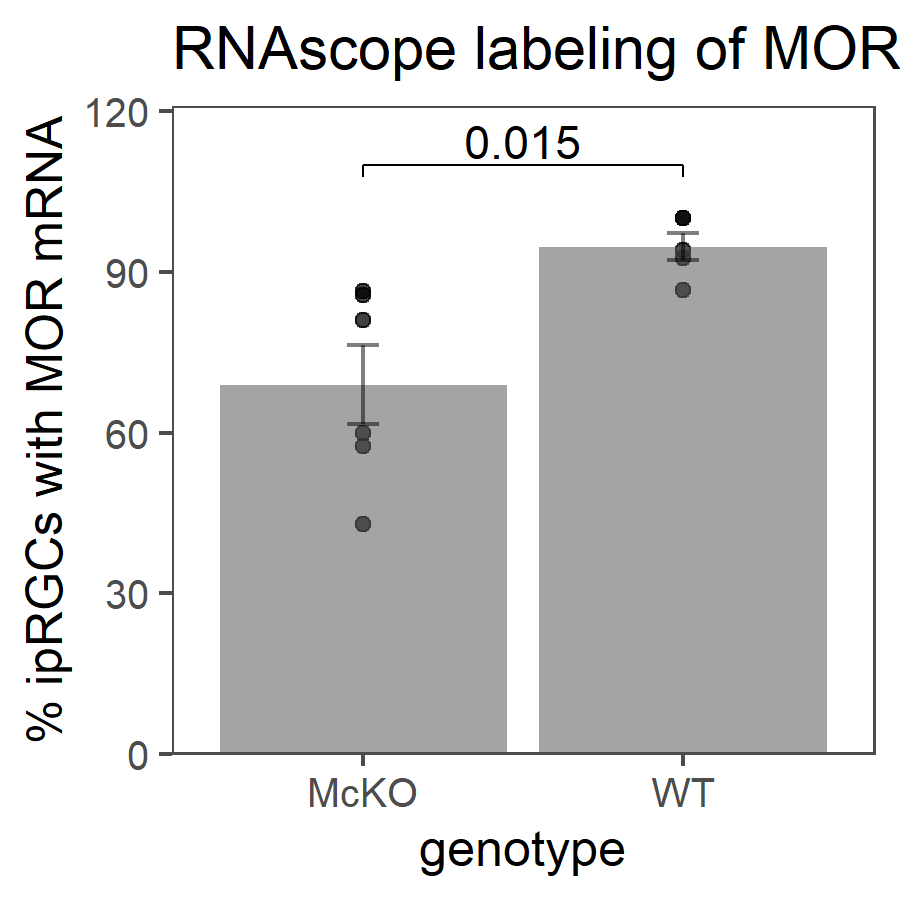 RNAscope labeling of MOR
% ipRGCs with MOR mRNA
120
90
60
30
0
0.015
McKO
WT
genotype